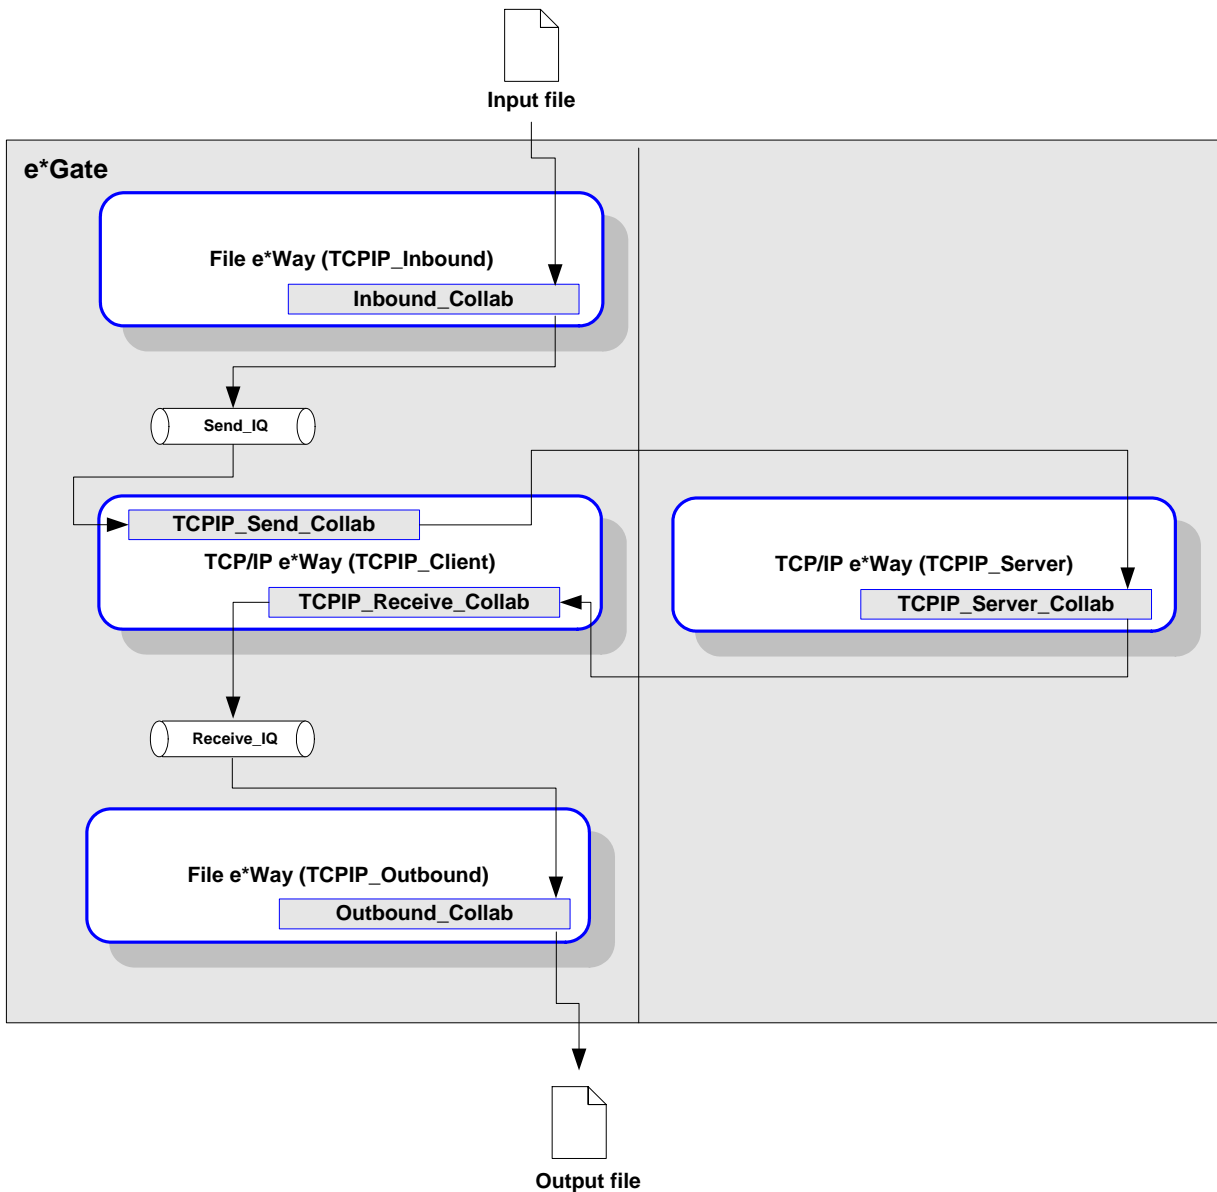 Input file
e*Gate
File e*Way (TCPIP_Inbound)
Inbound_Collab
Send_IQ
TCPIP_Send_Collab
TCP/IP e*Way (TCPIP_Client)
TCPIP_Receive_Collab
TCP/IP e*Way (TCPIP_Server)
TCPIP_Server_Collab
Receive_IQ
File e*Way (TCPIP_Outbound)
Outbound_Collab
Output file